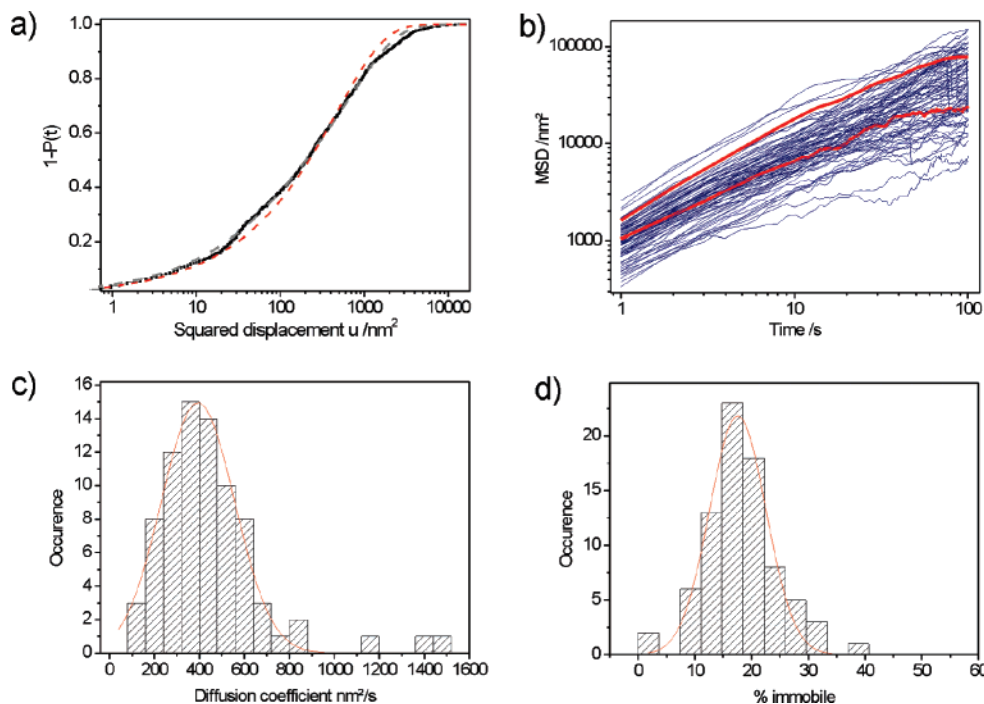 a)
1.0
0.8
0.6
0.4
0.2
1-P(t)
1 10 100 1000 10000
Squared displacement u /nm²
b)
100000
10000
1000
MSD /nm²
1 10 100
Time /s
c)
16
14
12
10
8
6
4
2
0
Occurence
0 200 400 600 800 1000 1200 1400 1600
Diffusion coefficient nm²/s
d)
20
15
10
5
0
Occurence
0 10 20 30 40 50 60
% immobile